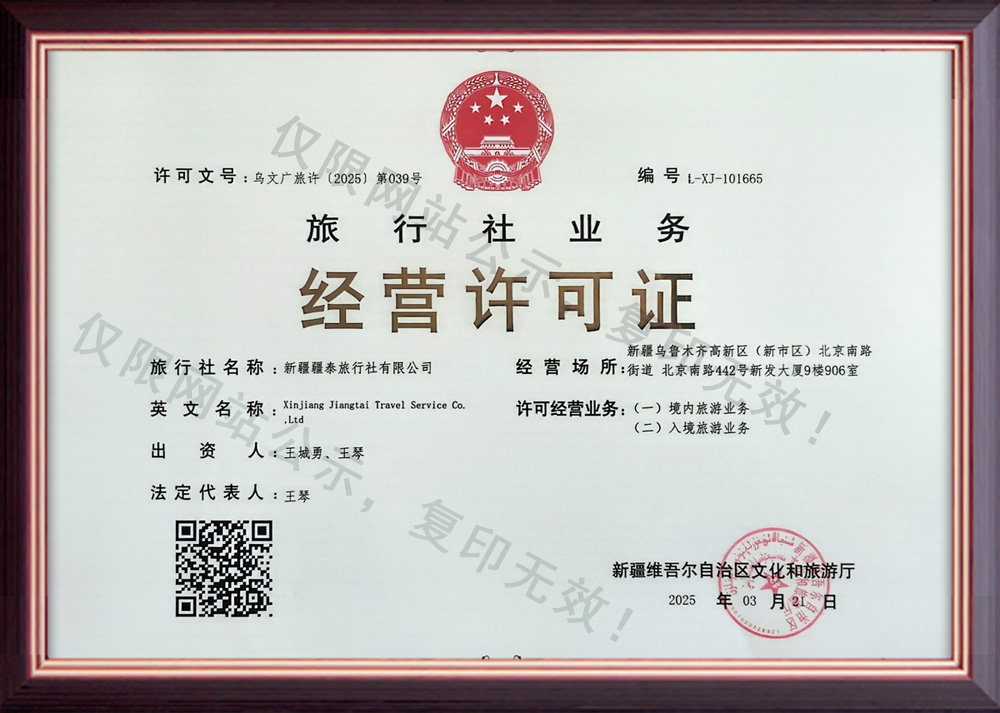 许可文号：乌文广旅许〔2025〕第039号
编号：L-XJ-101665
旅行社业务
经营许可证
旅行社名称：新疆疆泰旅行社有限公司
英文名称：Xinjiang Jiangtai Travel Service Co.
,Ltd
出资人：王城勇、王琴
法定代表人：王琴
经营场所：新疆乌鲁木齐高新区（新市区）北京南路
街道 北京南路442号新发大厦9楼906室
许可经营业务：（一）境内旅游业务
（二）入境旅游业务
新疆维吾尔自治区文化和旅游厅
2025 年 03 月 21 日
仅限网站公示，复印无效！
仅限网站公示，复印无效！